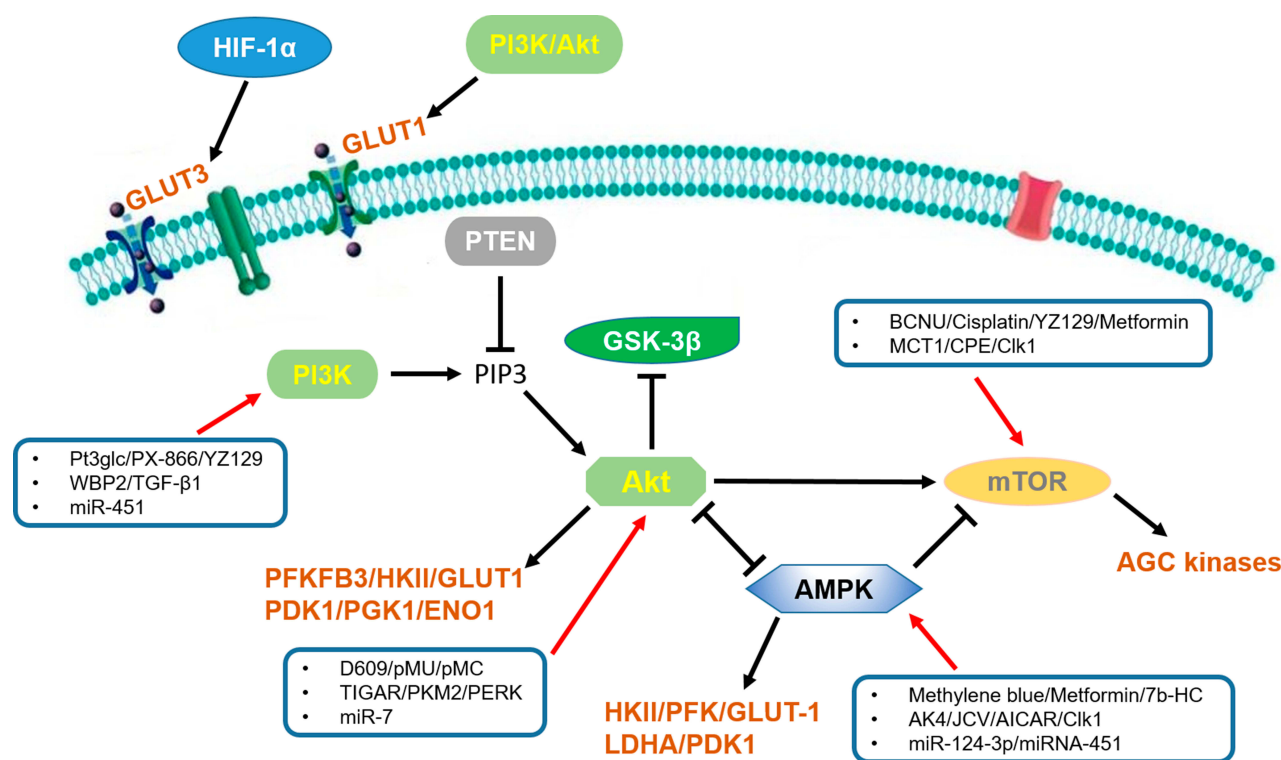 HIF-1α
PI3K/Akt
GLUT3
GLUT1
PTEN
GSK-3β
• BCNU/Cisplatin/YZ129/Metformin
• MCT1/CPE/Clk1
PI3K
PIP3
• Pt3glc/PX-866/YZ129
• WBP2/TGF-β1
• miR-451
Akt
mTOR
AGC kinases
PFKFB3/HKII/GLUT1
PDK1/PGK1/ENO1
AMPK
• D609/pMU/pMC
• TIGAR/PKM2/PERK
• miR-7
HKII/PFK/GLUT-1
LDHA/PDK1
• Methylene blue/Metformin/7b-HC
• AK4/JCV/AICAR/Clk1
• miR-124-3p/miRNA-451